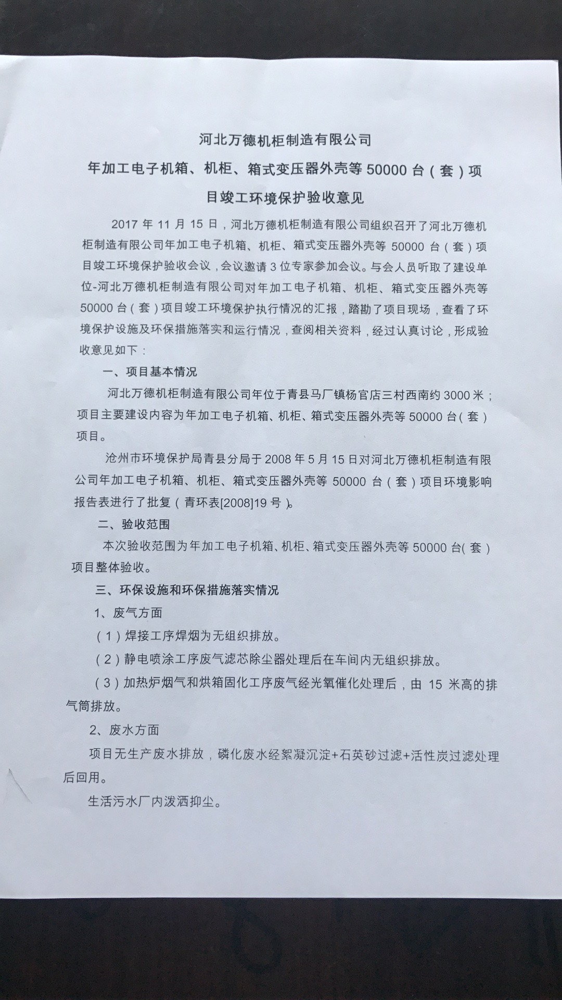 河北万德机柜制造有限公司
年加工电子机箱、机柜、箱式变压器外壳等 50000 台（套）项
目竣工环境保护验收意见
2017 年 11 月 15 日，河北万德机柜制造有限公司组织召开了河北万德机
柜制造有限公司年加工电子机箱、机柜、箱式变压器外壳等 50000 台（套）项
目竣工环境保护验收会议，会议邀请 3 位专家参加会议。与会人员听取了建设单
位-河北万德机柜制造有限公司对年加工电子机箱、机柜、箱式变压器外壳等
50000 台（套）项目竣工环境保护执行情况的汇报，踏勘了项目现场，查看了环
境保护设施及环保措施落实和运行情况，查阅相关资料，经过认真讨论，形成验
收意见如下：
一、项目基本情况
河北万德机柜制造有限公司年位于青县马厂镇杨官店三村西南约 3000 米；
项目主要建设内容为年加工电子机箱、机柜、箱式变压器外壳等 50000 台（套）
项目。
沧州市环境保护局青县分局于 2008 年 5 月 15 日对河北万德机柜制造有限
公司年加工电子机箱、机柜、箱式变压器外壳等 50000 台（套）项目环境影响
报告表进行了批复（青环表[2008]19 号）。
二、验收范围
本次验收范围为年加工电子机箱、机柜、箱式变压器外壳等 50000 台（套）
项目整体验收。
三、环保设施和环保措施落实情况
1、废气方面
（1）焊接工序焊烟为无组织排放。
（2）静电喷涂工序废气滤芯除尘器处理后在车间内无组织排放。
（3）加热炉烟气和烘箱固化工序废气经光氧催化处理后，由 15 米高的排
气筒排放。
2、废水方面
项目无生产废水排放，磷化废水经絮凝沉淀+石英砂过滤+活性炭过滤处理
后回用。
生活污水厂内泼洒抑尘。